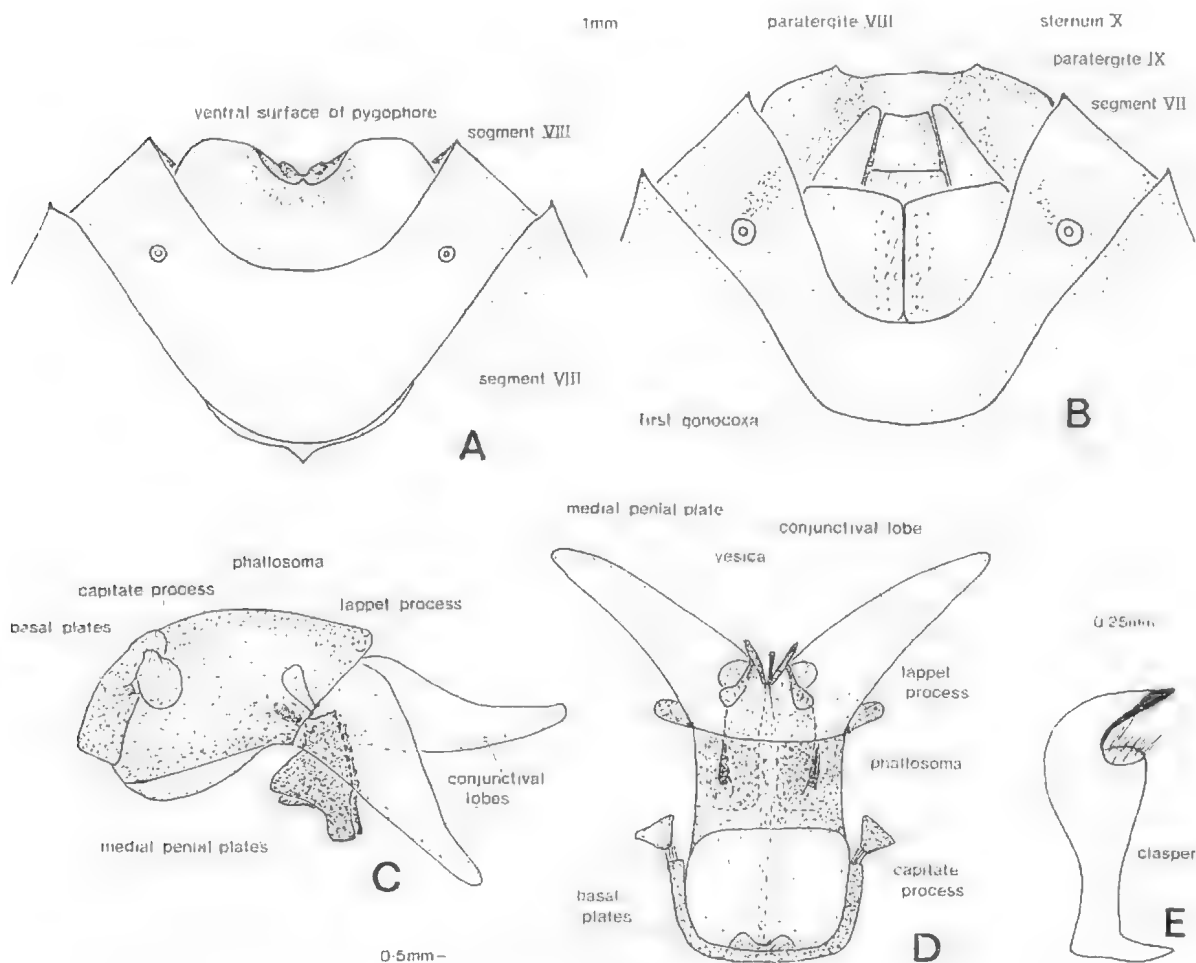 1mm
paratergite VIII
sternum X
paratergite IX
segment VII
ventral surface of pygophore
segment VIII
segment VIII
A
first gonocoxa
B
medial penial plate
conjunctival lobe
vesica
phallosoma
capitate process
lappet process
basal plates
conjunctival
lobes
medial penial plates
C
0·5mm
lappet
process
phallosoma
capitate
process
basal
plates
D
0.25mm
clasper
E